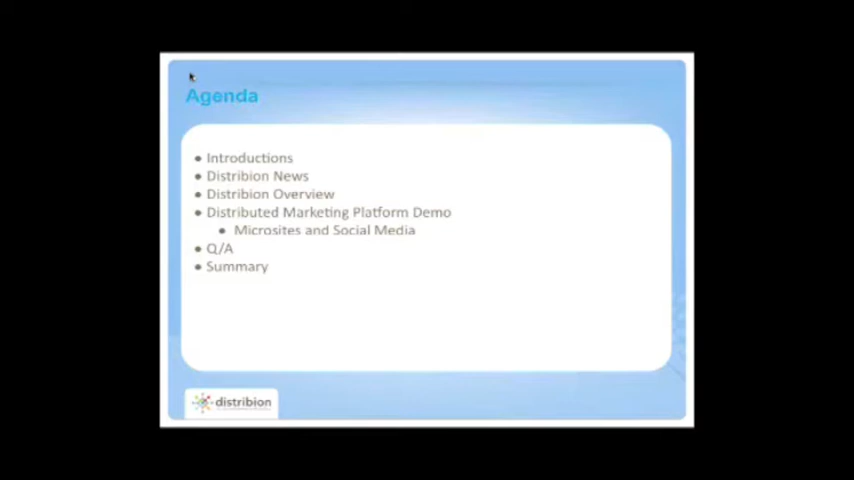 Agenda
● Introductions
● Distribion News
● Distribion Overview
● Distributed Marketing Platform Demo
● Microsites and Social Media
● Q/A
● Summary
distribion